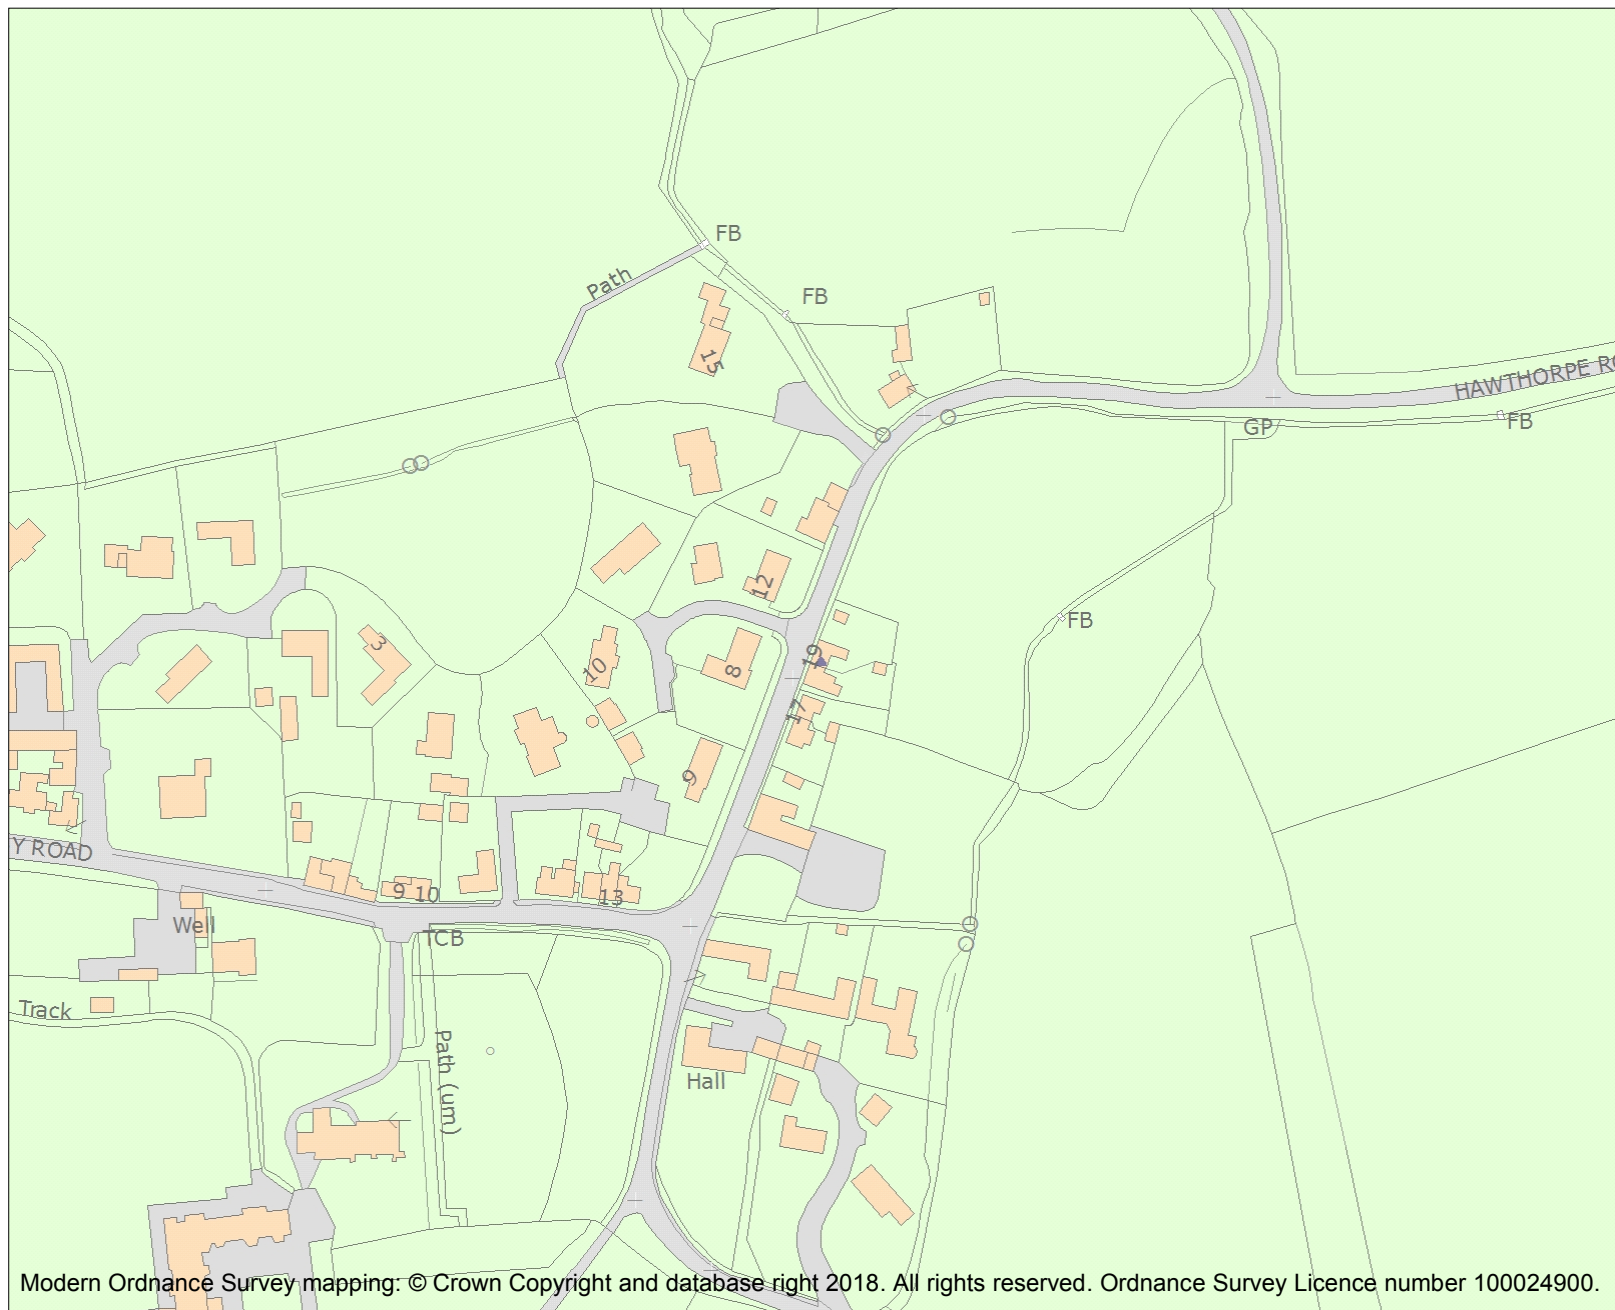 FB
Path
FB
15
HAWTHORPE RO
GP
FB
12
FB
3
19
10
8
17
9
Y ROAD
9 10
13
Well
TCB
Track
Path (um)
Hall
Modern Ordnance Survey mapping: © Crown Copyright and database right 2018. All rights reserved. Ordnance Survey Licence number 100024900.